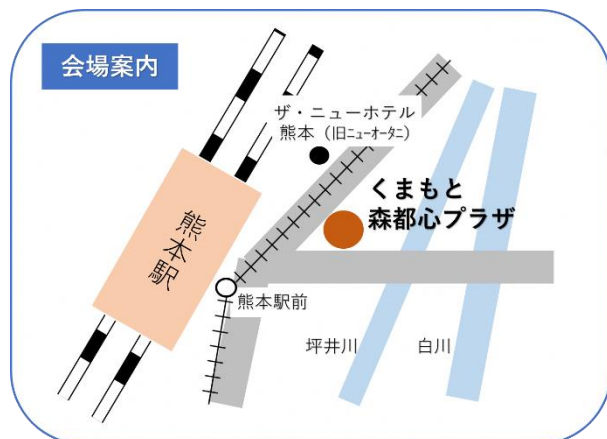 会場案内
ザ・ニューホテル
熊本（旧ﾆｭｰｵｰﾀﾆ）
くまもと
森都心プラザ
熊本駅
熊本駅前
坪井川
白川